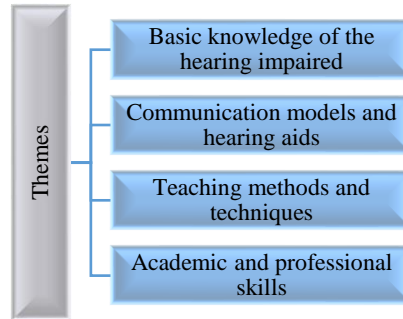 Themes
Basic knowledge of the
hearing impaired
Communication models and
hearing aids
Teaching methods and
techniques
Academic and professional
skills